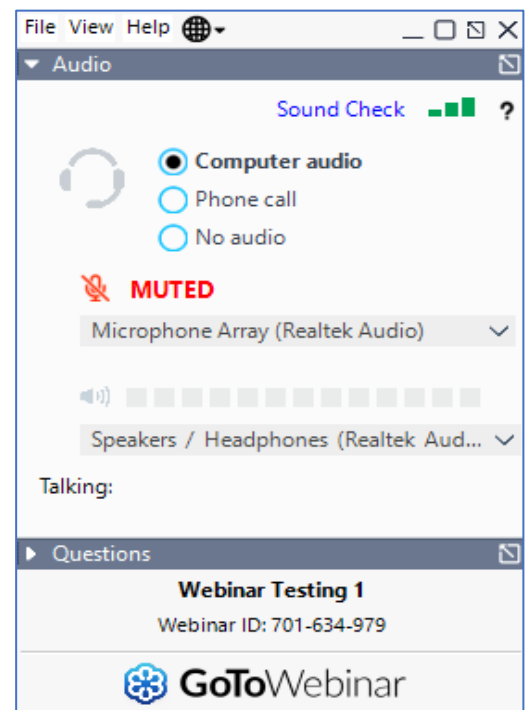 File View Help
Audio
Sound Check ?
Computer audio
Phone call
No audio
MUTED
Microphone Array (Realtek Audio)
Speakers / Headphones (Realtek Aud...
Talking:
Questions
Webinar Testing 1
Webinar ID: 701-634-979
GoToWebinar